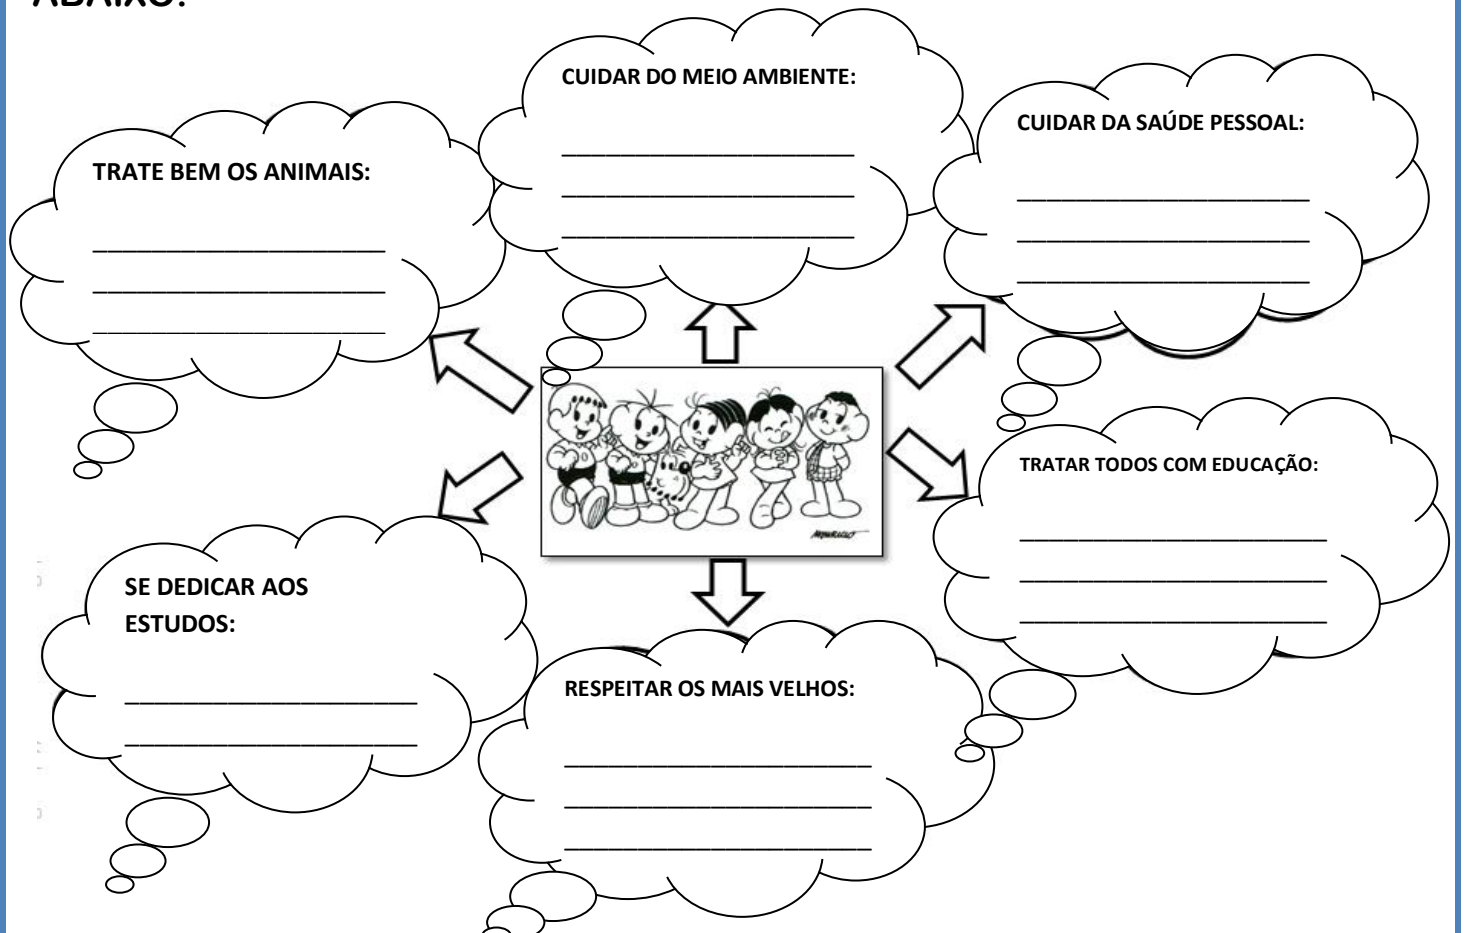 ABAIXO:
CUIDAR DO MEIO AMBIENTE:
CUIDAR DA SAÚDE PESSOAL:
TRATE BEM OS ANIMAIS:
TRATAR TODOS COM EDUCAÇÃO:
SE DEDICAR AOS
ESTUDOS:
RESPEITAR OS MAIS VELHOS: